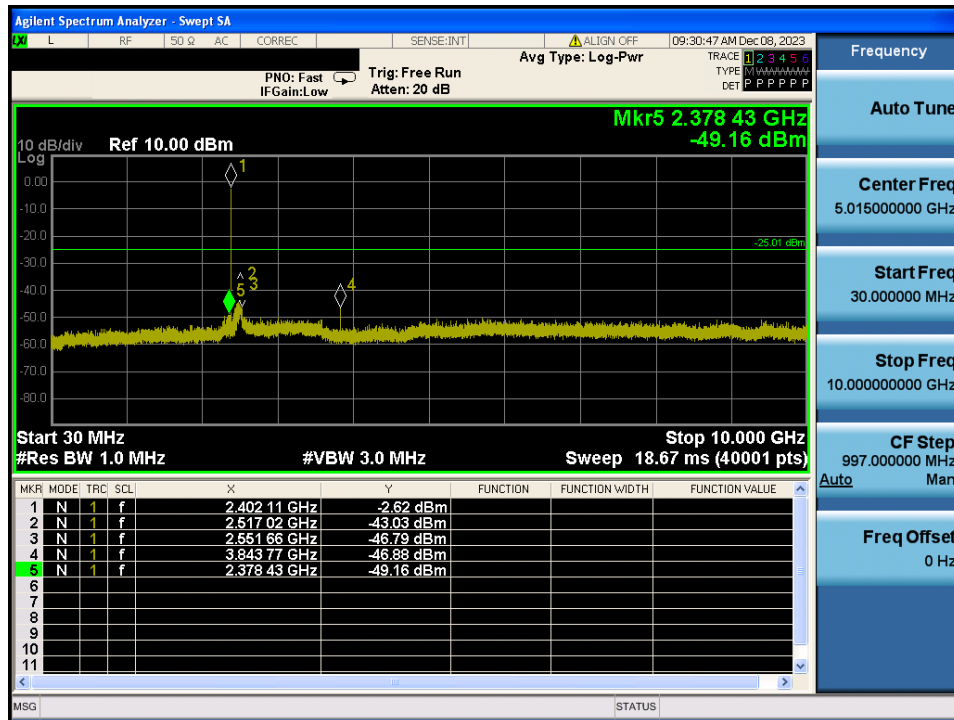 Agilent Spectrum Analyzer - Swept SA
LXI L RF 50 Ω AC CORREC SENSE:INT ALIGN OFF 09:30:47 AM Dec 08, 2023
Avg Type: Log-Pwr
TRACE 1 2 3 4 5 6
TYPE M WWWWW
DET P P P P P P
PNO: Fast Trig: Free Run
IFGain:Low Atten: 20 dB
Mkr5 2.378 43 GHz
-49.16 dBm
10 dB/div Ref 10.00 dBm
Log
0.00
-10.0
-20.0
-30.0
-40.0
-50.0
-60.0
-70.0
-80.0
1
2
3
5
4
-25.01 dBm
Start 30 MHz Stop 10.000 GHz
#Res BW 1.0 MHz #VBW 3.0 MHz Sweep 18.67 ms (40001 pts)
MKR MODE TRC SCL X Y FUNCTION FUNCTION WIDTH FUNCTION VALUE
1 N 1 f 2.402 11 GHz -2.62 dBm
2 N 1 f 2.517 02 GHz -43.03 dBm
3 N 1 f 2.551 66 GHz -46.79 dBm
4 N 1 f 3.843 77 GHz -46.88 dBm
5 N 1 f 2.378 43 GHz -49.16 dBm
6
7
8
9
10
11
MSG STATUS
Frequency
Auto Tune
Center Freq
5.015000000 GHz
Start Freq
30.000000 MHz
Stop Freq
10.000000000 GHz
CF Step
997.000000 MHz
Auto Man
Freq Offset
0 Hz